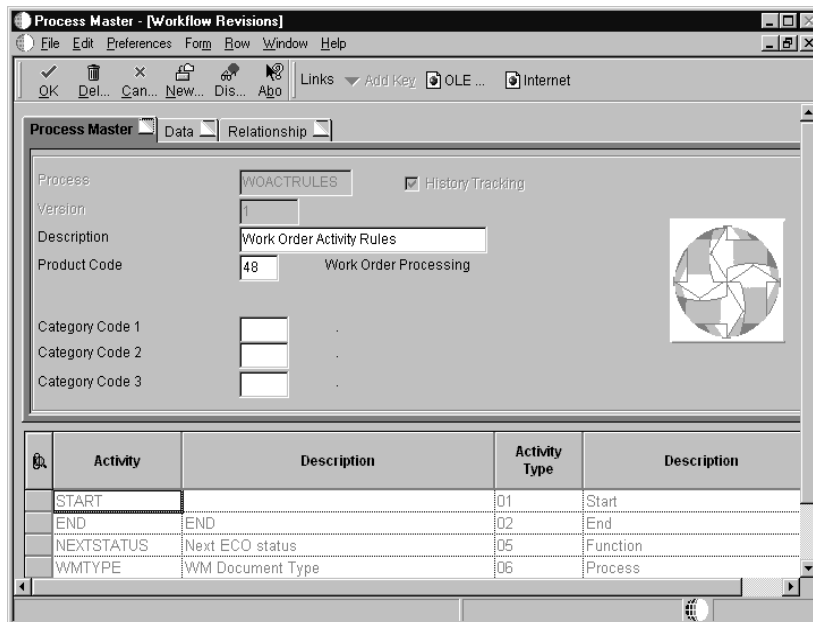 Process Master - [Workflow Revisions]
File Edit Preferences Form Row Window Help
OK Del... Can... New... Dis... Abo Links Add Key OLE ... Internet
Process Master Data Relationship
Process WOACTRULES History Tracking
Version 1
Description Work Order Activity Rules
Product Code 48 Work Order Processing
Category Code 1 .
Category Code 2 .
Category Code 3 .
Activity Description Activity Type Description
START 01 Start
END END 02 End
NEXTSTATUS Next ECO status 05 Function
WMTYPE WM Document Type 06 Process